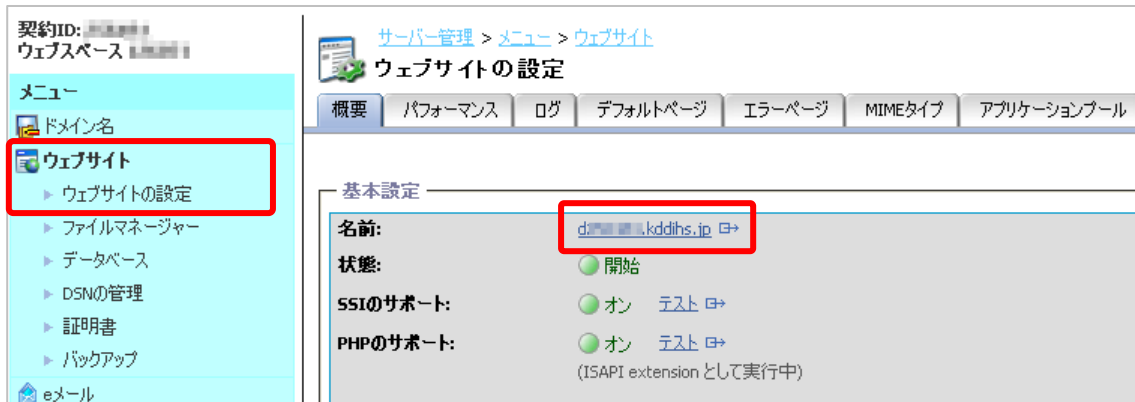 契約ID:
ウェブスペース
メニュー
ドメイン名
ウェブサイト
ウェブサイトの設定
ファイルマネージャー
データベース
DSNの管理
証明書
バックアップ
eメール
サーバー管理 > メニュー > ウェブサイト
ウェブサイトの設定
概要 パフォーマンス ログ デフォルトページ エラーページ MIMEタイプ アプリケーションプール
基本設定
名前: .kddihs.jp
状態: 開始
SSIのサポート: オン テスト
PHPのサポート: オン テスト
(ISAPI extension として実行中)